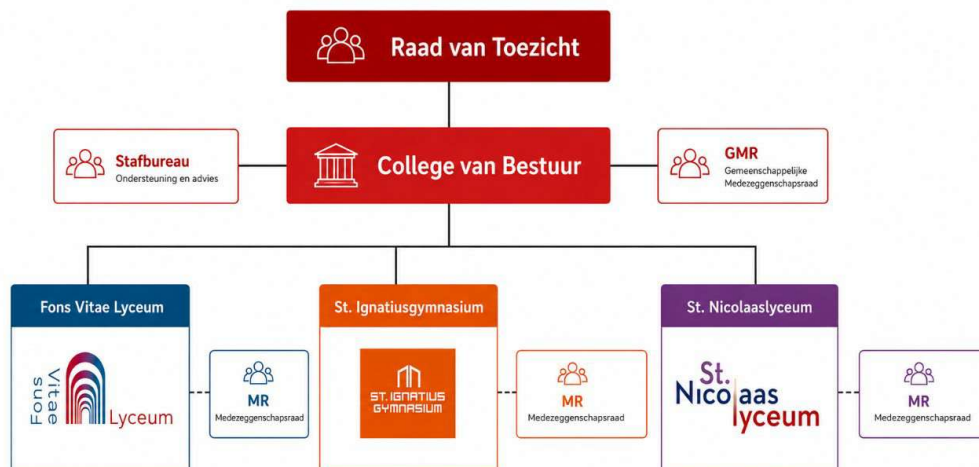 Raad van Toezicht
Stafbureau
Ondersteuning en advies
College van Bestuur
GMR
Gemeenschappelijke
Medezeggenschapsraad
Fons Vitae Lyceum
Fons
Vitae
Lyceum
MR
Medezeggenschapsraad
St. Ignatiusgymnasium
ST. IGNATIUS
GYMNASIUM
MR
Medezeggenschapsraad
St. Nicolaaslyceum
St.
Nicolaas
lyceum
MR
Medezeggenschapsraad